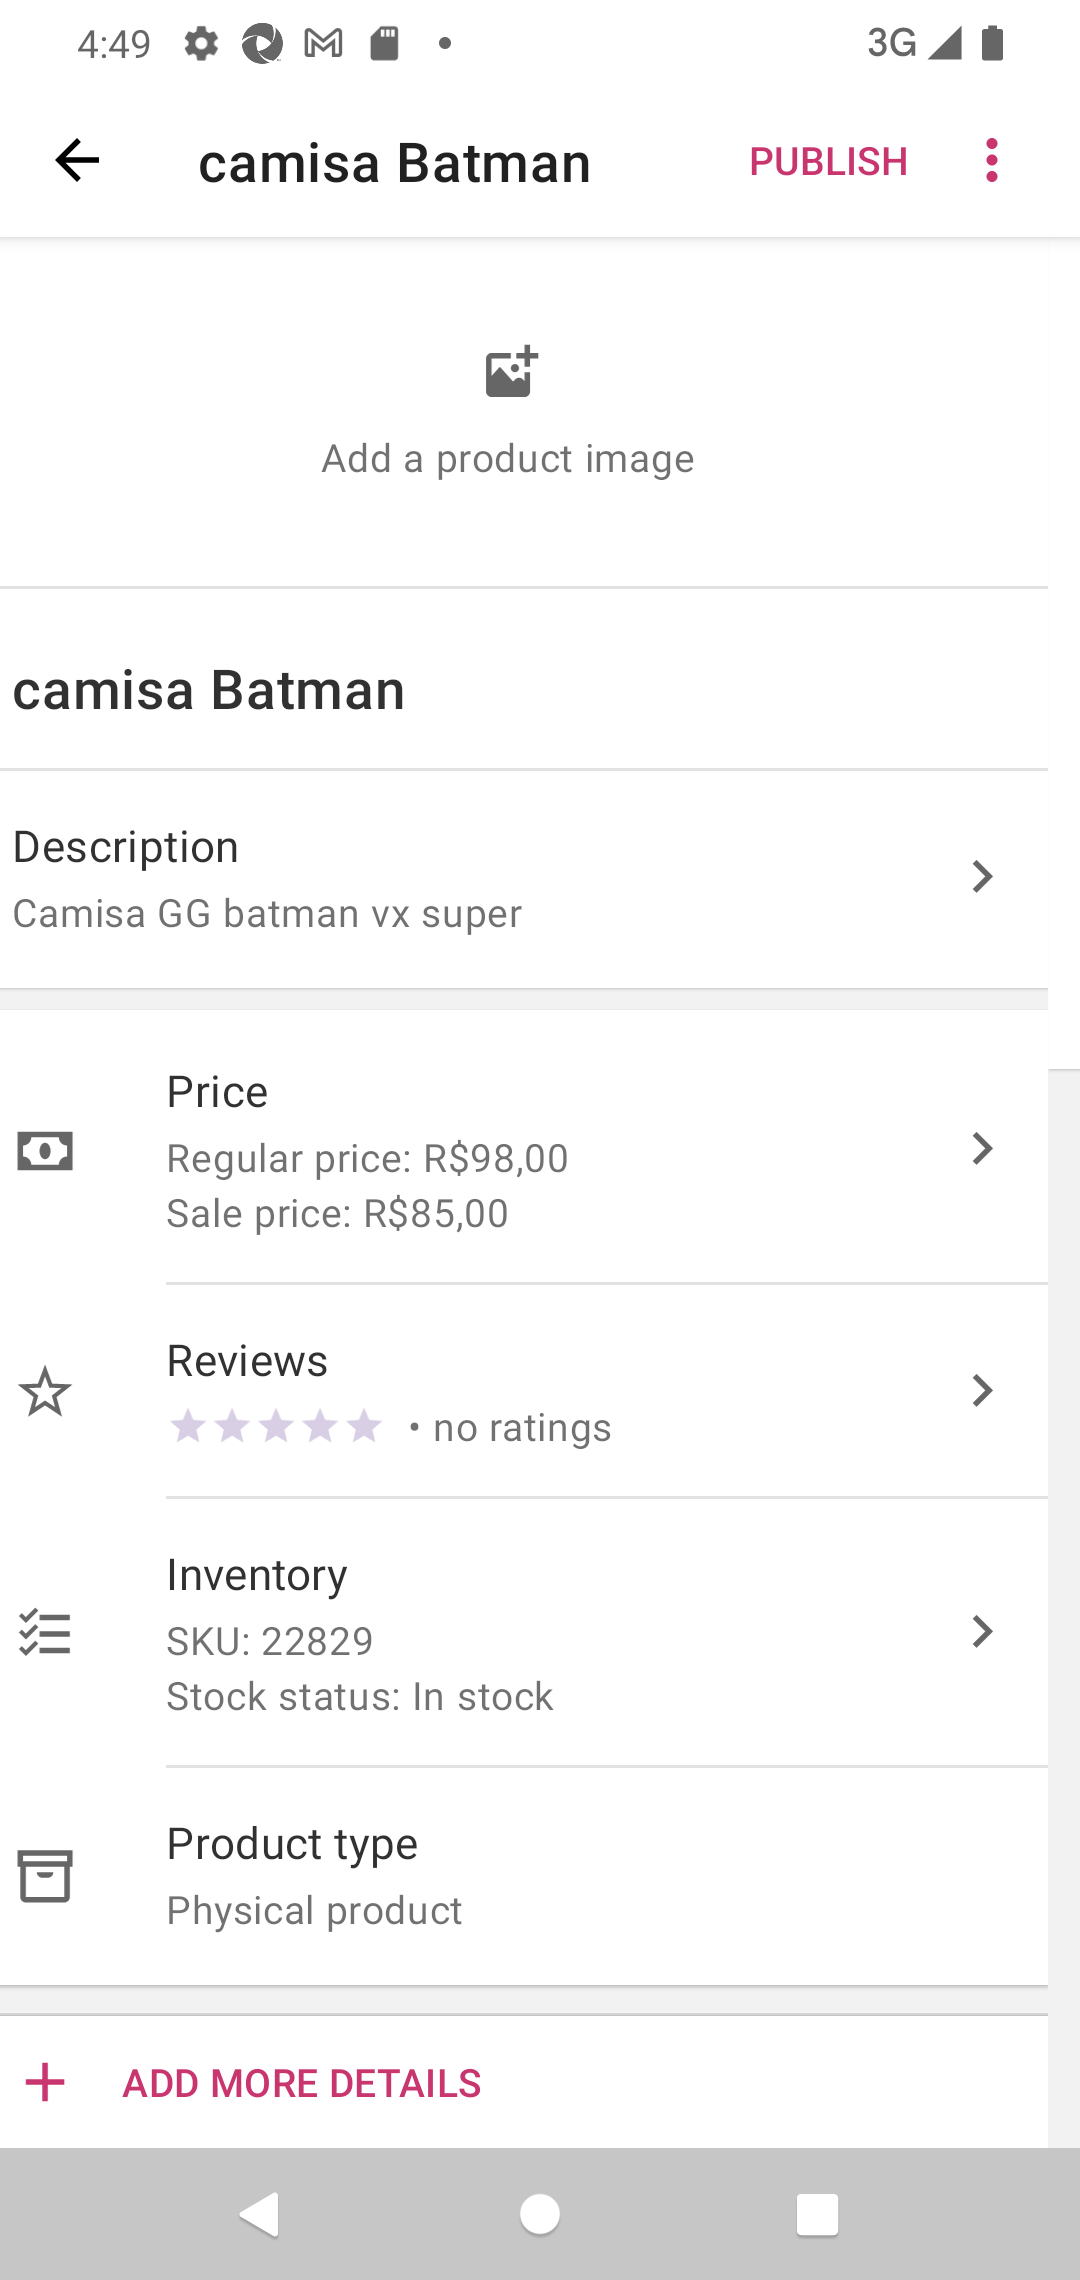 4:49
3G
camisa Batman
PUBLISH
Add a product image
camisa Batman
Description
Camisa GG batman vx super
Price
Regular price: R$98,00
Sale price: R$85,00
Reviews
• no ratings
Inventory
SKU: 22829
Stock status: In stock
Product type
Physical product
ADD MORE DETAILS